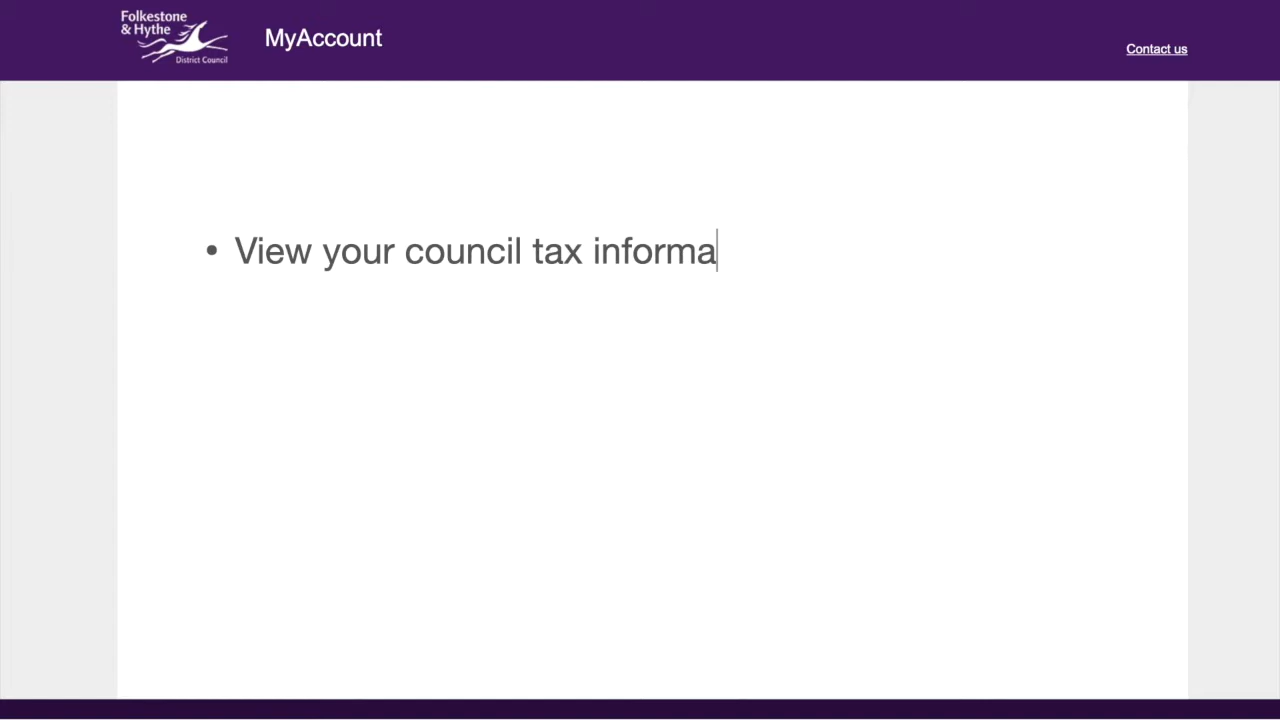 Folkestone
& Hythe
District Council
MyAccount
Contact us
• View your council tax informa